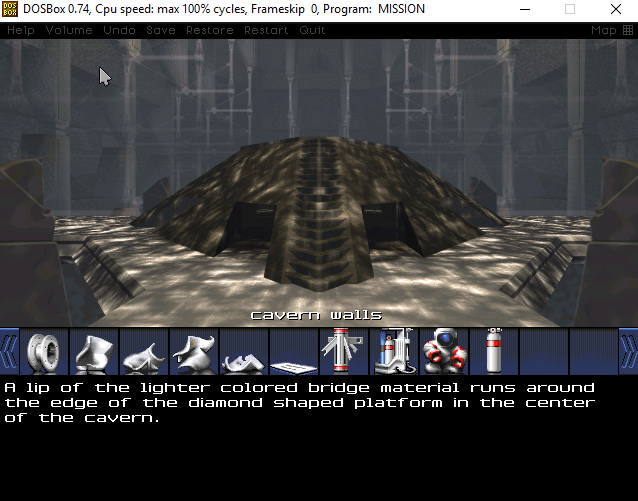 DOS BOX DOSBox 0.74, Cpu speed: max 100% cycles, Frameskip 0, Program: MISSION
Help Volume Undo Save Restore Restart Quit Map
cavern walls
A lip of the lighter colored bridge material runs around
the edge of the diamond shaped platform in the center
of the cavern.